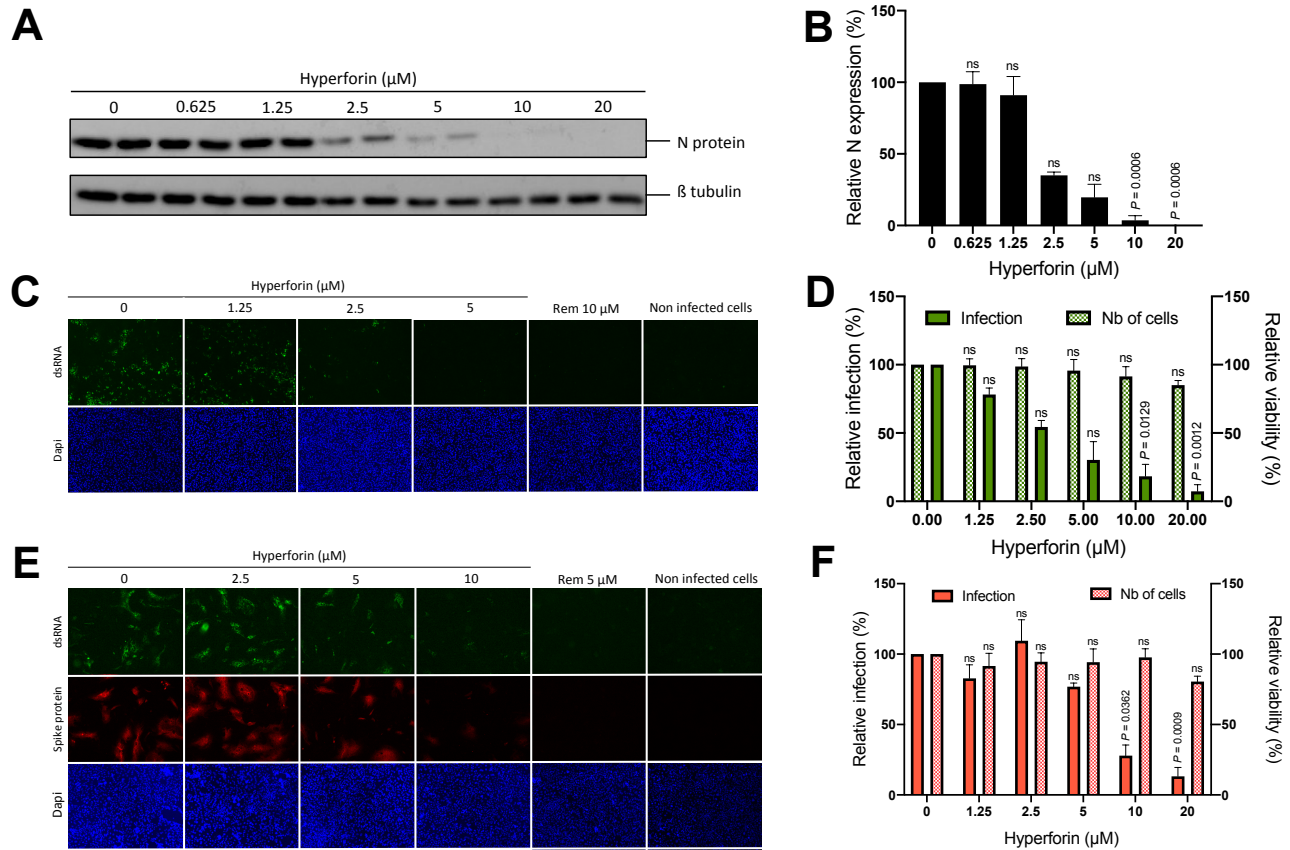 A
Hyperforin (µM)
0 0.625 1.25 2.5 5 10 20
N protein
ß tubulin
B
Relative N expression (%)
150
100
50
0
ns ns ns ns P = 0.0006 P = 0.0006
0 0.625 1.25 2.5 5 10 20
Hyperforin (µM)
C
Hyperforin (µM)
0 1.25 2.5 5 Rem 10 µM Non infected cells
dsRNA
Dapi
D
Relative infection (%)
150
100
50
0
Infection Nb of cells
ns ns ns ns ns ns ns ns P = 0.0129 ns P = 0.0012
150
100
50
0
Relative viability (%)
0.00 1.25 2.50 5.00 10.00 20.00
Hyperforin (µM)
E
Hyperforin (µM)
0 2.5 5 10 Rem 5 µM Non infected cells
dsRNA
Spike protein
Dapi
F
Relative infection (%)
150
100
50
0
Infection Nb of cells
ns ns ns ns ns ns P = 0.0362 ns P = 0.0009 ns
150
100
50
0
Relative viability (%)
0 1.25 2.5 5 10 20
Hyperforin (µM)